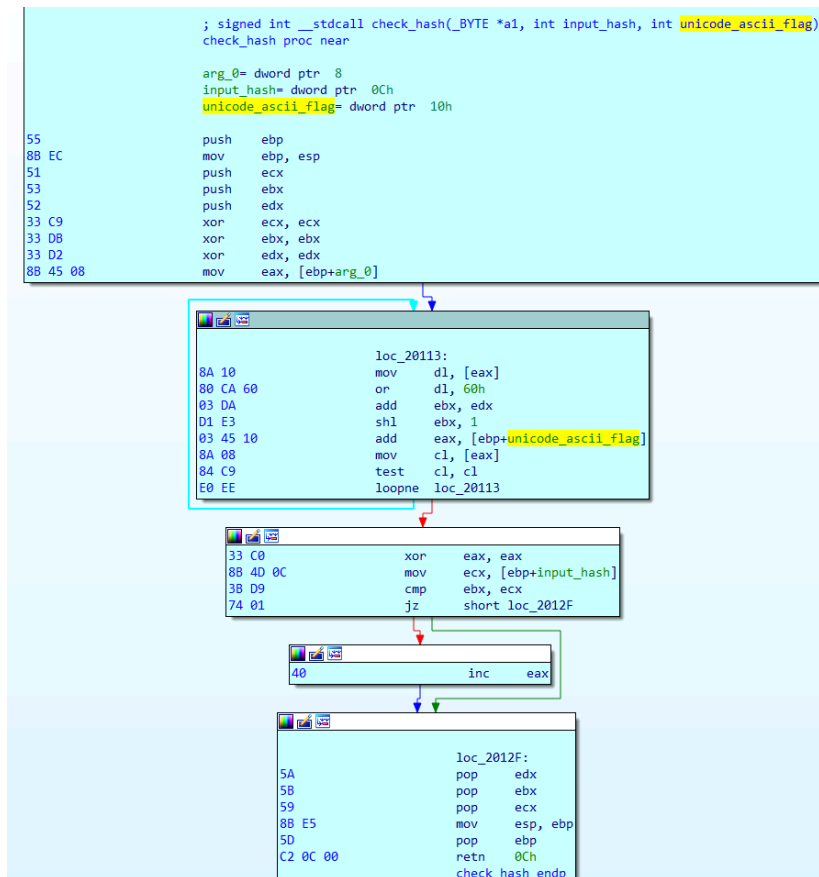 ; signed int __stdcall check_hash(_BYTE *a1, int input_hash, int unicode_ascii_flag)
check_hash proc near
arg_0= dword ptr  8
input_hash= dword ptr  0Ch
unicode_ascii_flag= dword ptr  10h
55 push ebp
8B EC mov ebp, esp
51 push ecx
53 push ebx
52 push edx
33 C9 xor ecx, ecx
33 DB xor ebx, ebx
33 D2 xor edx, edx
8B 45 08 mov eax, [ebp+arg_0]
loc_20113:
8A 10 mov dl, [eax]
80 CA 60 or dl, 60h
03 DA add ebx, edx
D1 E3 shl ebx, 1
03 45 10 add eax, [ebp+unicode_ascii_flag]
8A 08 mov cl, [eax]
84 C9 test cl, cl
E0 EE loopne loc_20113
33 C0 xor eax, eax
8B 4D 0C mov ecx, [ebp+input_hash]
3B D9 cmp ebx, ecx
74 01 jz short loc_2012F
40 inc eax
loc_2012F:
5A pop edx
5B pop ebx
59 pop ecx
8B E5 mov esp, ebp
5D pop ebp
C2 0C 00 retn 0Ch
check_hash endp